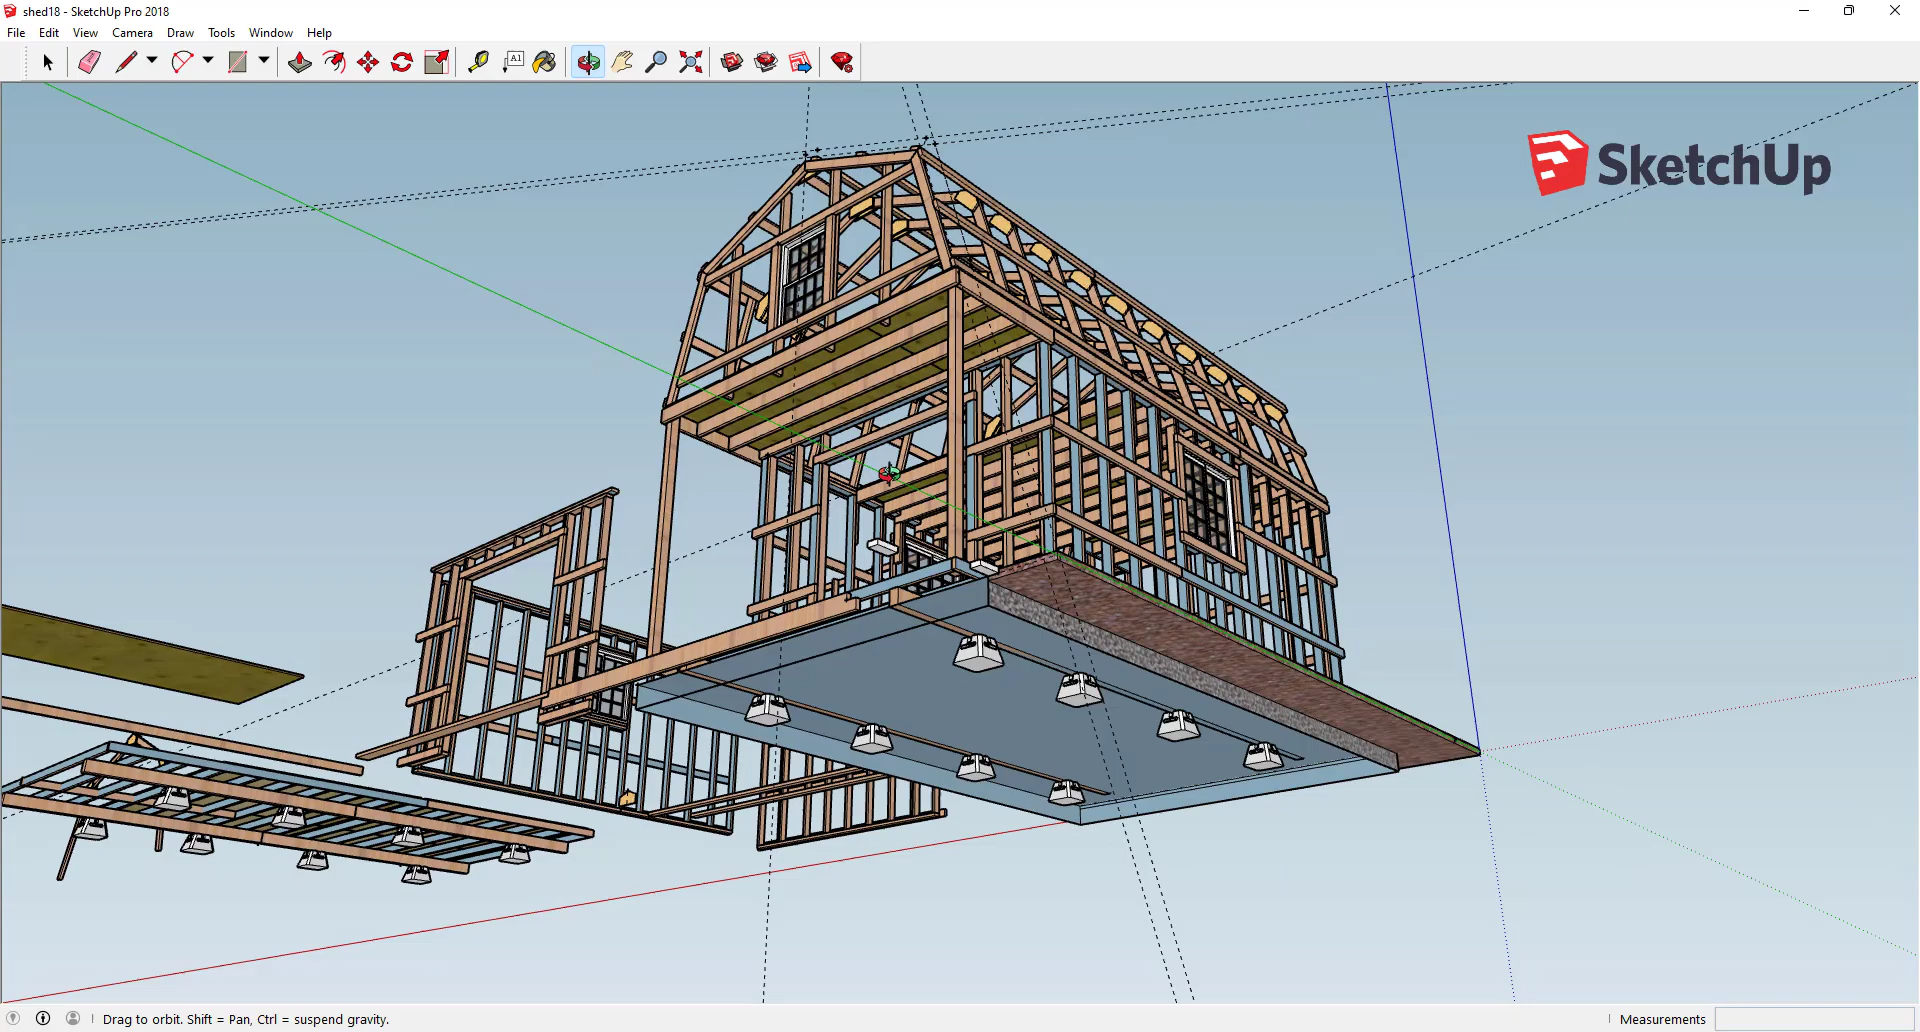 shed18 - SketchUp Pro 2018
File Edit View Camera Draw Tools Window Help
A1
SketchUp
Drag to orbit. Shift = Pan, Ctrl = suspend gravity.
Measurements